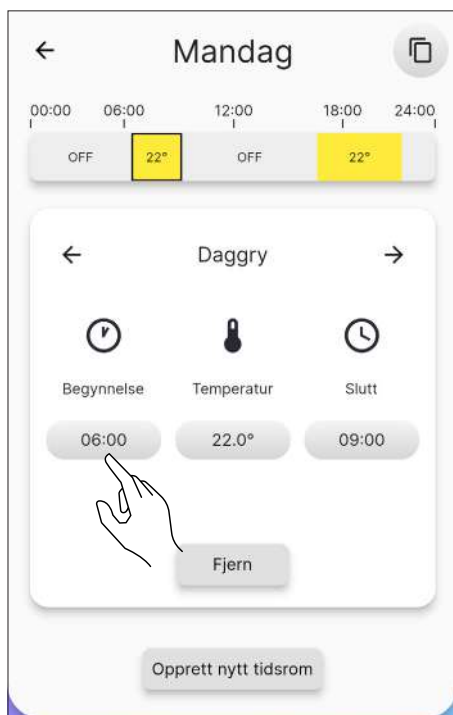 Mandag
00:00 06:00 12:00 18:00 24:00
OFF 22° OFF 22°
Daggry
Begynnelse Temperatur Slutt
06:00 22.0° 09:00
Fjern
Opprett nytt tidsrom